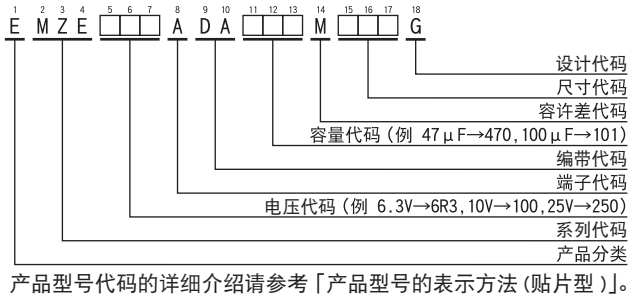 1 2 3 4 5 6 7 8 9 10 11 12 13 14 15 16 17 18
E M Z E □□□ A D A □□□ M □□□ G
设计代码
尺寸代码
容许差代码
容量代码(例 47μF→470,100μF→101)
编带代码
端子代码
电压代码(例 6.3V→6R3,10V→100,25V→250)
系列代码
产品分类
产品型号代码的详细介绍请参考「产品型号的表示方法(贴片型)」。